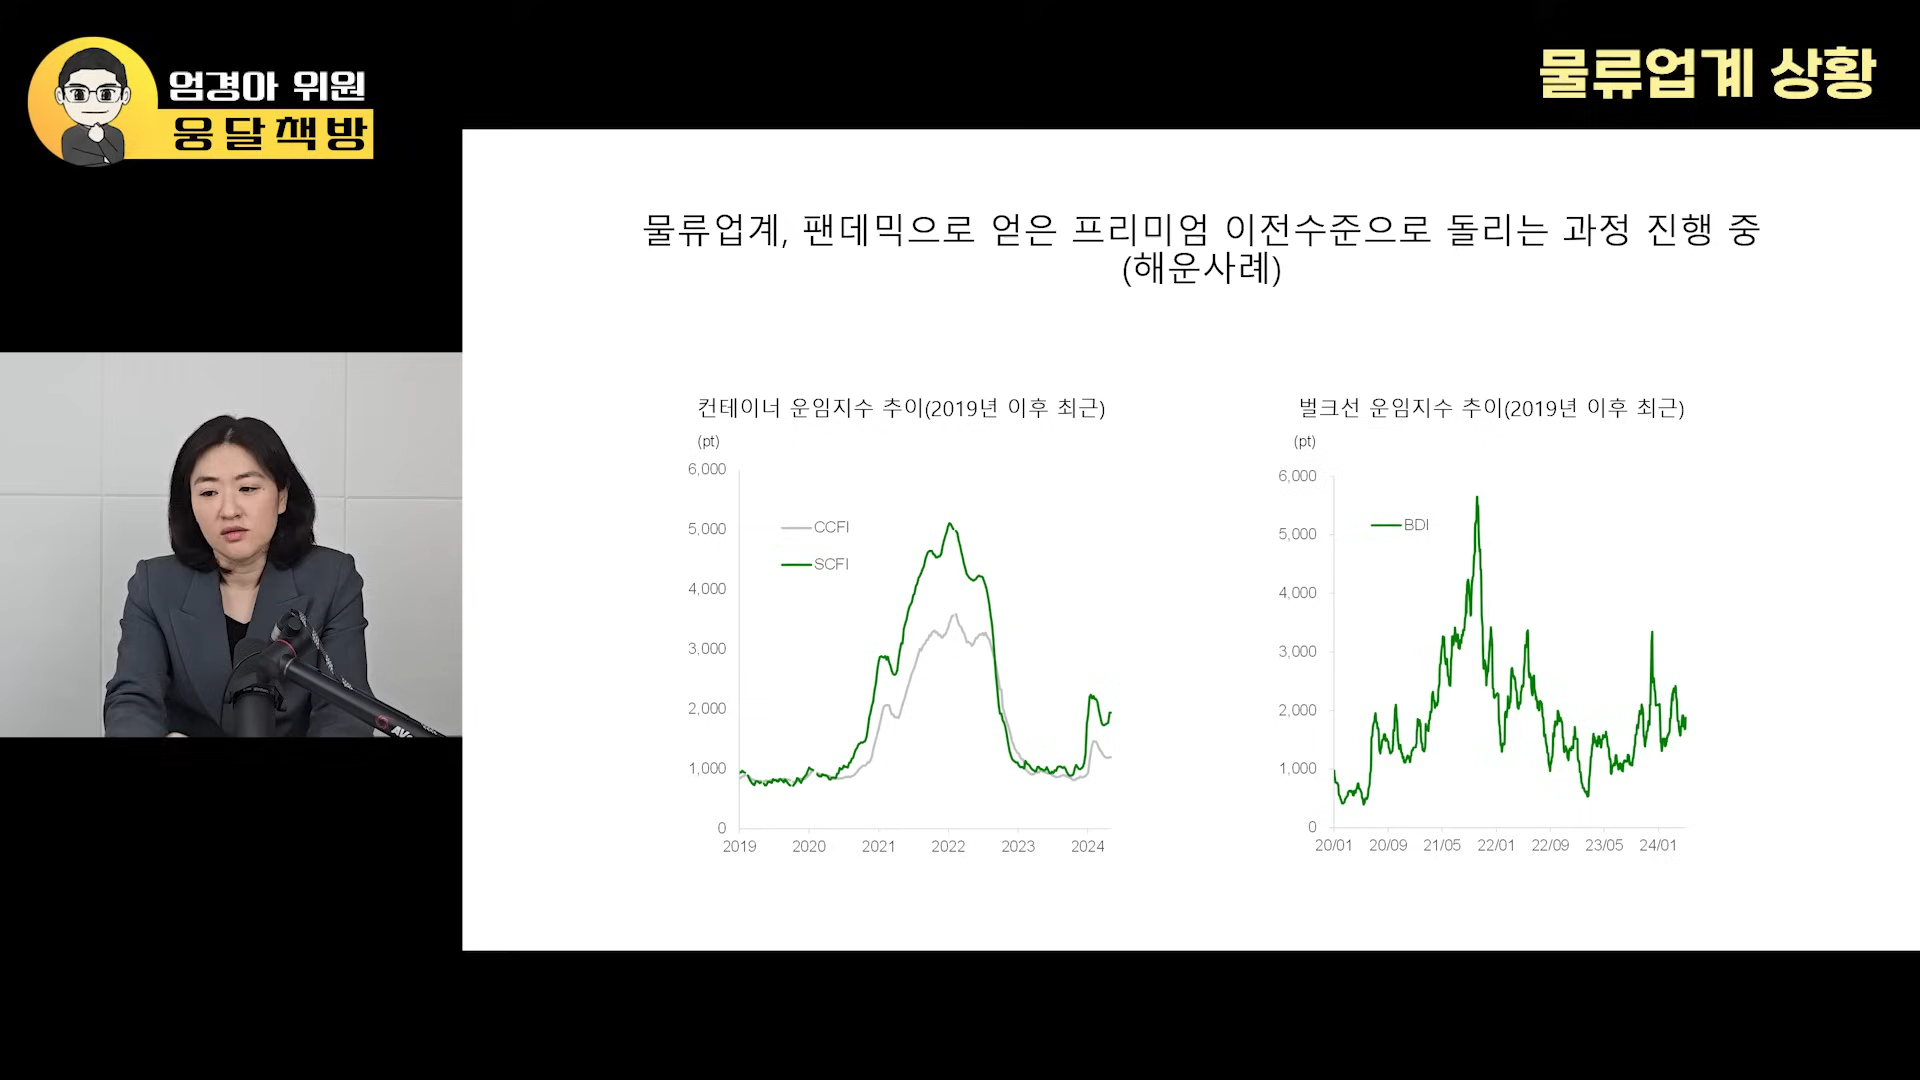 엄경아 위원
웅달책방
물류업계 상황
물류업계, 팬데믹으로 얻은 프리미엄 이전수준으로 돌리는 과정 진행 중
(해운사례)
컨테이너 운임지수 추이(2019년 이후 최근)
(pt)
6,000
5,000
4,000
3,000
2,000
1,000
0
CCFI
SCFI
2019 2020 2021 2022 2023 2024
벌크선 운임지수 추이(2019년 이후 최근)
(pt)
6,000
5,000
4,000
3,000
2,000
1,000
0
BDI
20/01 20/09 21/05 22/01 22/09 23/05 24/01